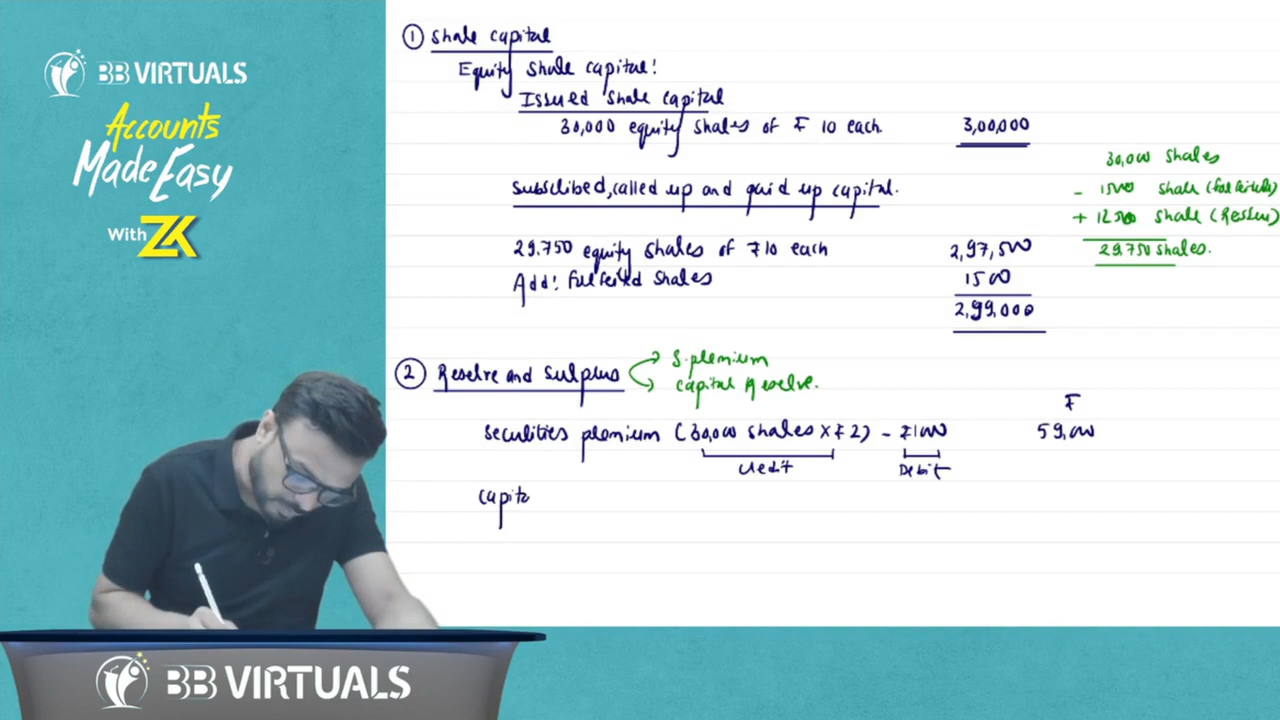 BB VIRTUALS
Accounts
Made Easy
With ZK
① Share capital
Equity Share capital:
Issued Share capital
30,000 equity shares of ₹ 10 each. 3,00,000
Subscribed, called up and paid up capital.
29,750 equity shares of ₹10 each 2,97,500
Add: Forfeited shares 1500
2,99,000
30,000 Shares
- 1500 Share (Forfeited)
+ 1250 Share (Reissue)
29,750 shares.
② Reserve and Surplus
S.premium
Capital Reserve.
₹
Securities premium (30,000 shares × ₹2) - ₹1000 59,000
Credit Debit
Capita
BB VIRTUALS